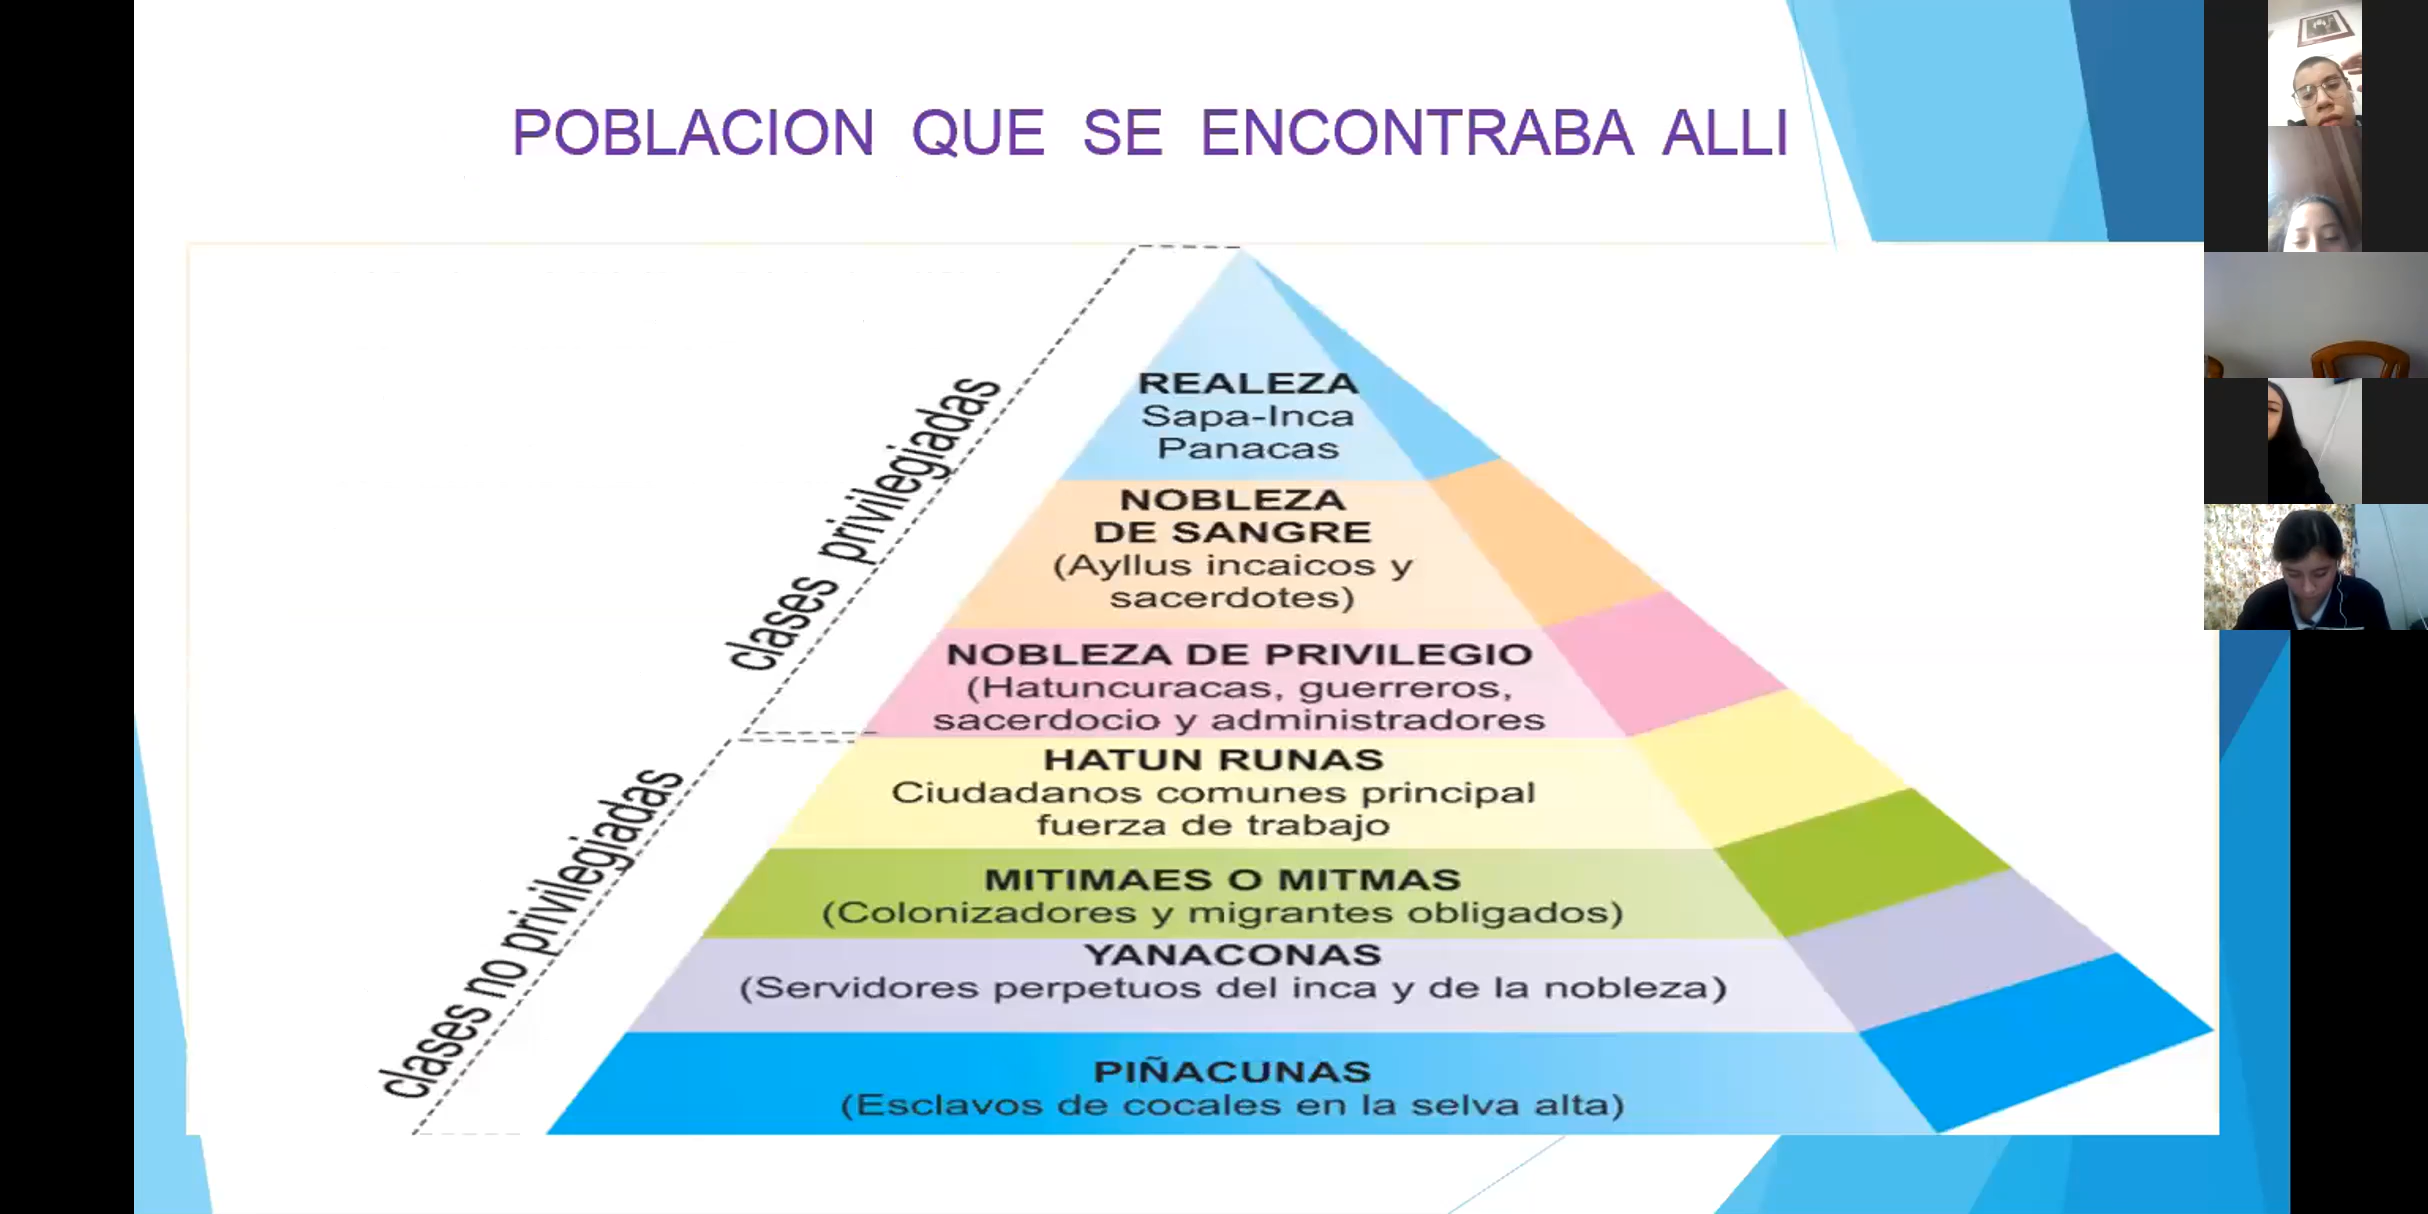 POBLACION QUE SE ENCONTRABA ALLI
clases privilegiadas
REALEZA
Sapa-Inca
Panacas
NOBLEZA
DE SANGRE
(Ayllus incaicos y
sacerdotes)
NOBLEZA DE PRIVILEGIO
(Hatuncuracas, guerreros,
sacerdocio y administradores
clases no privilegiadas
HATUN RUNAS
Ciudadanos comunes principal
fuerza de trabajo
MITIMAES O MITMAS
(Colonizadores y migrantes obligados)
YANACONAS
(Servidores perpetuos del inca y de la nobleza)
PIÑACUNAS
(Esclavos de cocales en la selva alta)